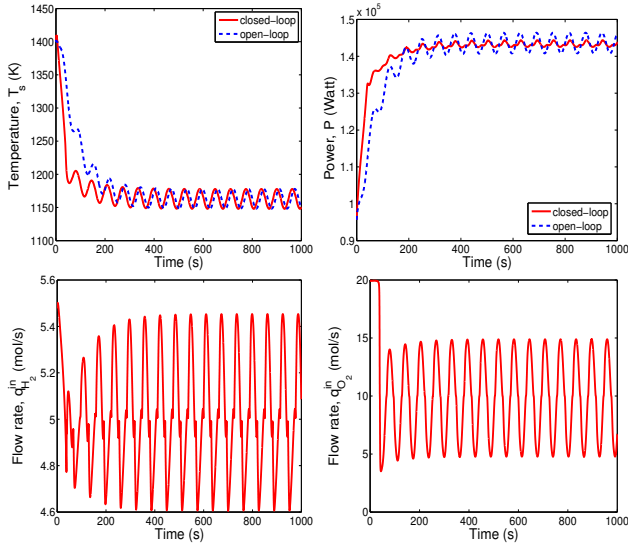 1450
1400
1350
1300
1250
1200
1150
1100
0 200 400 600 800 1000
Time (s)
Temperature, T_s (K)
closed−loop
open−loop
x 10^5
1.5
1.4
1.3
1.2
1.1
1
0.9
0 200 400 600 800 1000
Time (s)
Power, P (Watt)
closed−loop
open−loop
5.6
5.4
5.2
5
4.8
4.6
0 200 400 600 800 1000
Time (s)
Flow rate, q^in_H_2 (mol/s)
20
15
10
5
0
0 200 400 600 800 1000
Time (s)
Flow rate, q^in_O_2 (mol/s)